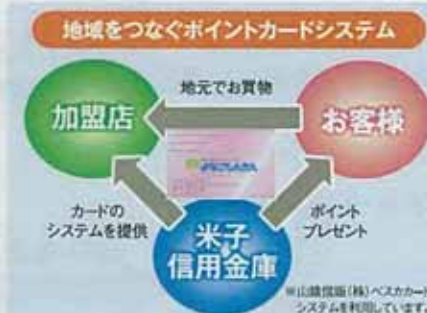 地域をつなぐポイントカードシステム
地元でお買物
加盟店
お客様
カードの
システムを提供
ポイント
プレゼント
米子
信用金庫
※山陰信販(株)ベスカカード
システムを利用しています。